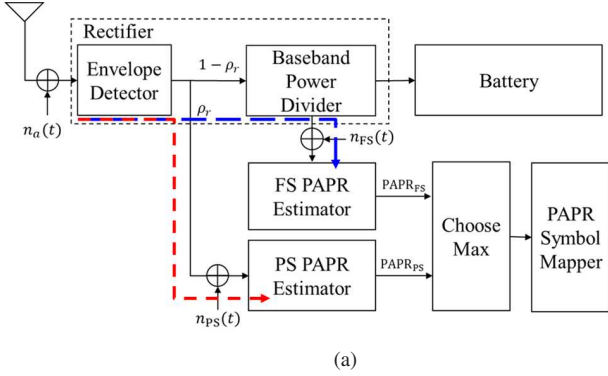 Rectifier
Envelope
Detector
1 − ρ_r
ρ_r
Baseband
Power
Divider
Battery
n_a(t)
n_FS(t)
FS PAPR
Estimator
PAPR_FS
PS PAPR
Estimator
PAPR_PS
n_PS(t)
Choose
Max
PAPR
Symbol
Mapper
(a)